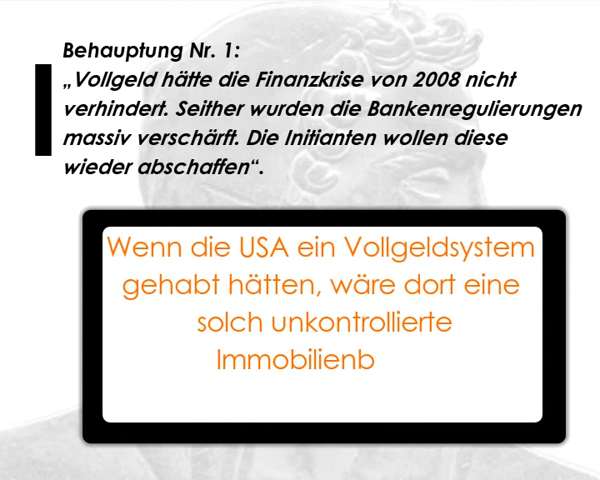 Behauptung Nr. 1:
„Vollgeld hätte die Finanzkrise von 2008 nicht
verhindert. Seither wurden die Bankenregulierungen
massiv verschärft. Die Initianten wollen diese
wieder abschaffen“.
Wenn die USA ein Vollgeldsystem
gehabt hätten, wäre dort eine
solch unkontrollierte
Immobilienb